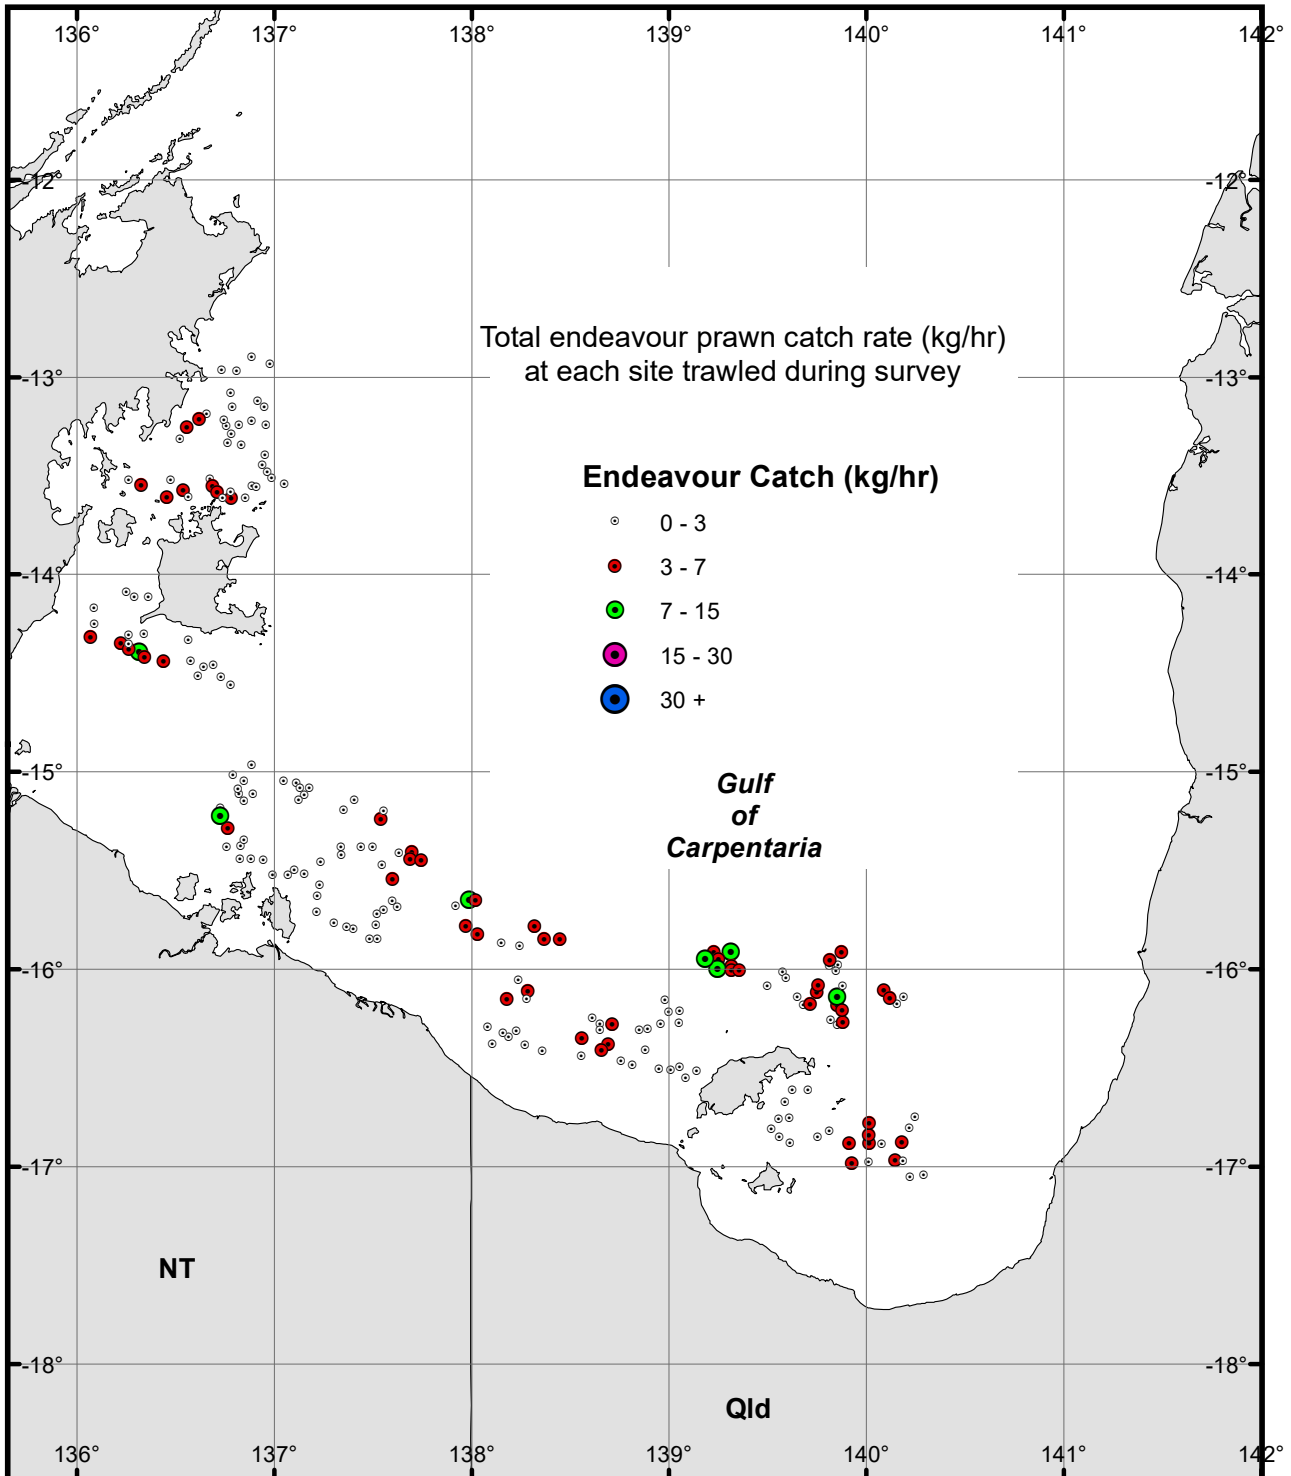 136° 137° 138° 139° 140° 141° 142°
-12° -12°
Total endeavour prawn catch rate (kg/hr)
at each site trawled during survey
-13° -13°
Endeavour Catch (kg/hr)
0 - 3
3 - 7
-14° -14°
7 - 15
15 - 30
30 +
-15° -15°
Gulf
of
Carpentaria
-16° -16°
-17° -17°
NT
-18° -18°
Qld
136° 137° 138° 139° 140° 141° 142°